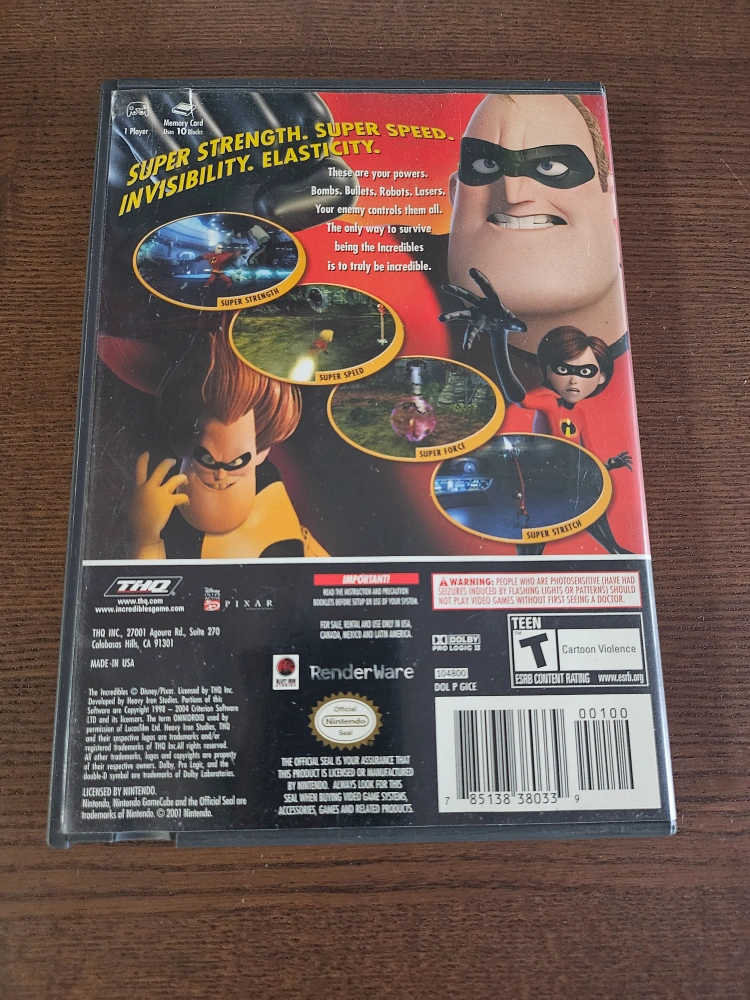 1 Player
Memory Card
Uses 10 Blocks
SUPER STRENGTH. SUPER SPEED.
INVISIBILITY. ELASTICITY.
These are your powers.
Bombs. Bullets. Robots. Lasers.
Your enemy controls them all.
The only way to survive
being the Incredibles
is to truly be incredible.
SUPER STRENGTH
SUPER SPEED
SUPER FORCE
SUPER STRETCH
THQ
www.thq.com
www.incrediblesgame.com
PIXAR
THQ INC., 27001 Agoura Rd., Suite 270
Calabasas Hills, CA 91301
MADE IN USA
The Incredibles © Disney/Pixar. Licensed by THQ Inc.
Developed by Heavy Iron Studios. Portions of this
Software are Copyright 1998 - 2004 Criterion Software
LTD and its licensors. The term OMNIDROID used by
permission of Lucasfilm Ltd. Heavy Iron Studios, THQ
and their respective logos are trademarks and/or
registered trademarks of THQ Inc.All rights reserved.
All other trademarks, logos and copyrights are property
of their respective owners. Dolby, Pro Logic, and the
double-D symbol are trademarks of Dolby Laboratories.
LICENSED BY NINTENDO.
Nintendo, Nintendo GameCube and the Official Seal are
trademarks of Nintendo. © 2001 Nintendo.
IMPORTANT!
READ THE INSTRUCTION AND PRECAUTION
BOOKLETS BEFORE SETUP OR USE OF YOUR SYSTEM.
FOR SALE, RENTAL AND USE ONLY IN USA,
CANADA, MEXICO AND LATIN AMERICA.
RenderWare
Official
Nintendo
Seal
THE OFFICIAL SEAL IS YOUR ASSURANCE THAT
THIS PRODUCT IS LICENSED OR MANUFACTURED
BY NINTENDO. ALWAYS LOOK FOR THIS
SEAL WHEN BUYING VIDEO GAME SYSTEMS,
ACCESSORIES, GAMES AND RELATED PRODUCTS.
WARNING: PEOPLE WHO ARE PHOTOSENSITIVE (HAVE HAD
SEIZURES INDUCED BY FLASHING LIGHTS OR PATTERNS) SHOULD
NOT PLAY VIDEO GAMES WITHOUT FIRST SEEING A DOCTOR.
DOLBY
PRO LOGIC II
104800
DOL P GICE
TEEN
T
Cartoon Violence
ESRB CONTENT RATING www.esrb.org
00100
7 85138 38033 9